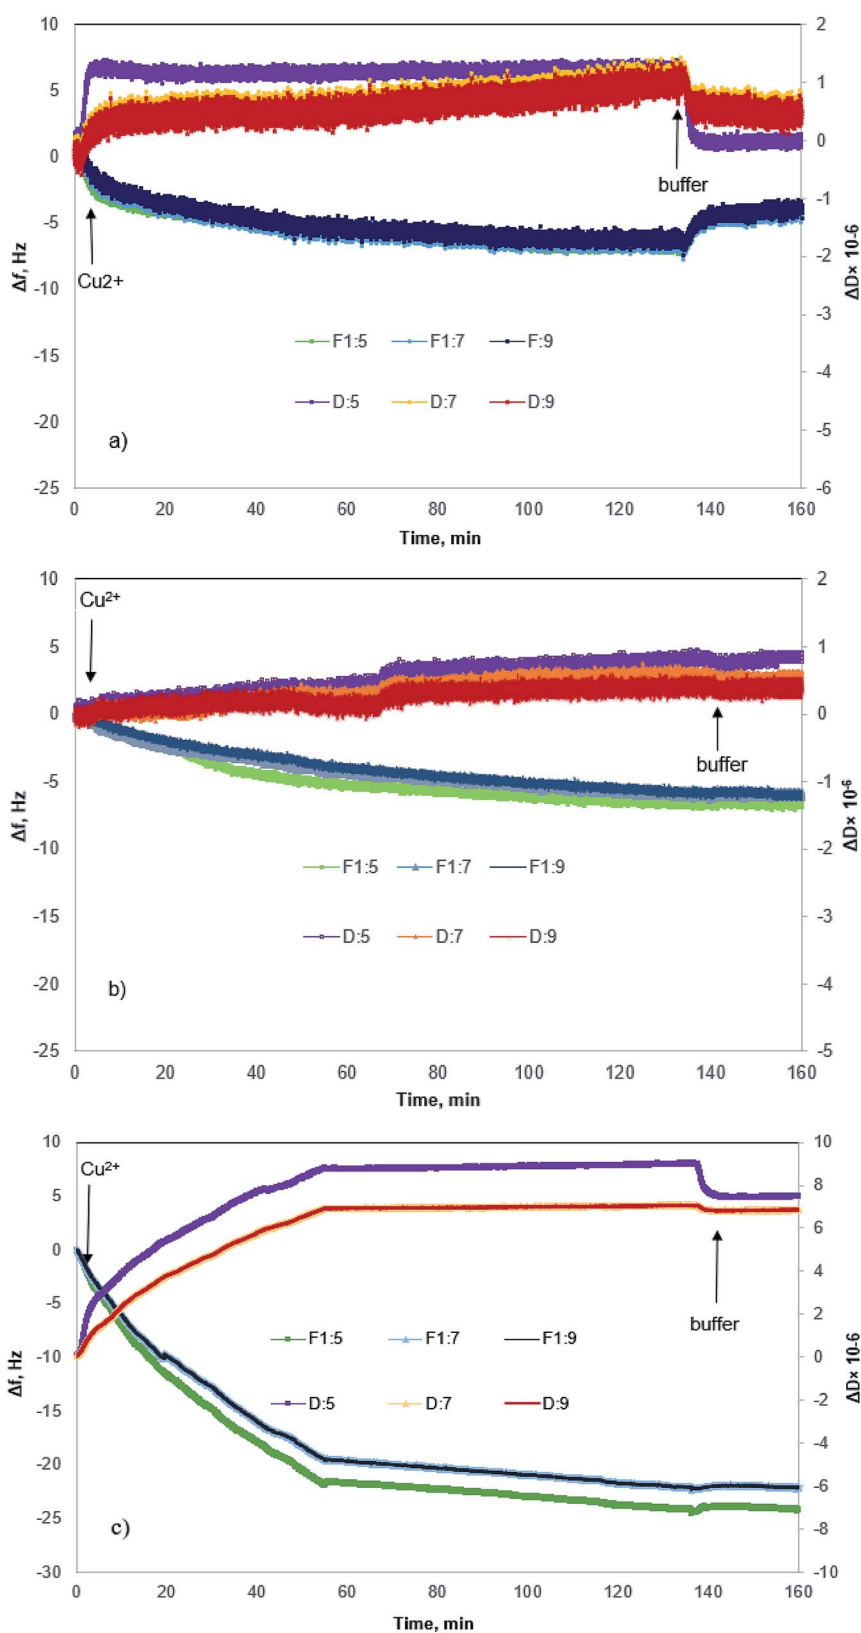 10 2
5 1
0 0
-5 -1
-10 -2
-15 -3
-20 -4
-25 -5
-6
Δf, Hz
ΔD× 10-6
Cu2+
buffer
F1:5 F1:7 F:9
D:5 D:7 D:9
a)
0 20 40 60 80 100 120 140 160
Time, min
10 2
5 1
0 0
-5 -1
-10 -2
-15 -3
-20 -4
-25 -5
Δf, Hz
ΔD× 10⁻⁶
Cu²⁺
buffer
F1:5 F1:7 F1:9
D:5 D:7 D:9
b)
0 20 40 60 80 100 120 140 160
Time, min
10 10
5 8
0 6
-5 4
-10 2
-15 0
-20 -2
-25 -4
-30 -6
-8
-10
Δf, Hz
ΔD× 10-6
Cu²⁺
buffer
F1:5 F1:7 F1:9
D:5 D:7 D:9
c)
0 20 40 60 80 100 120 140 160
Time, min